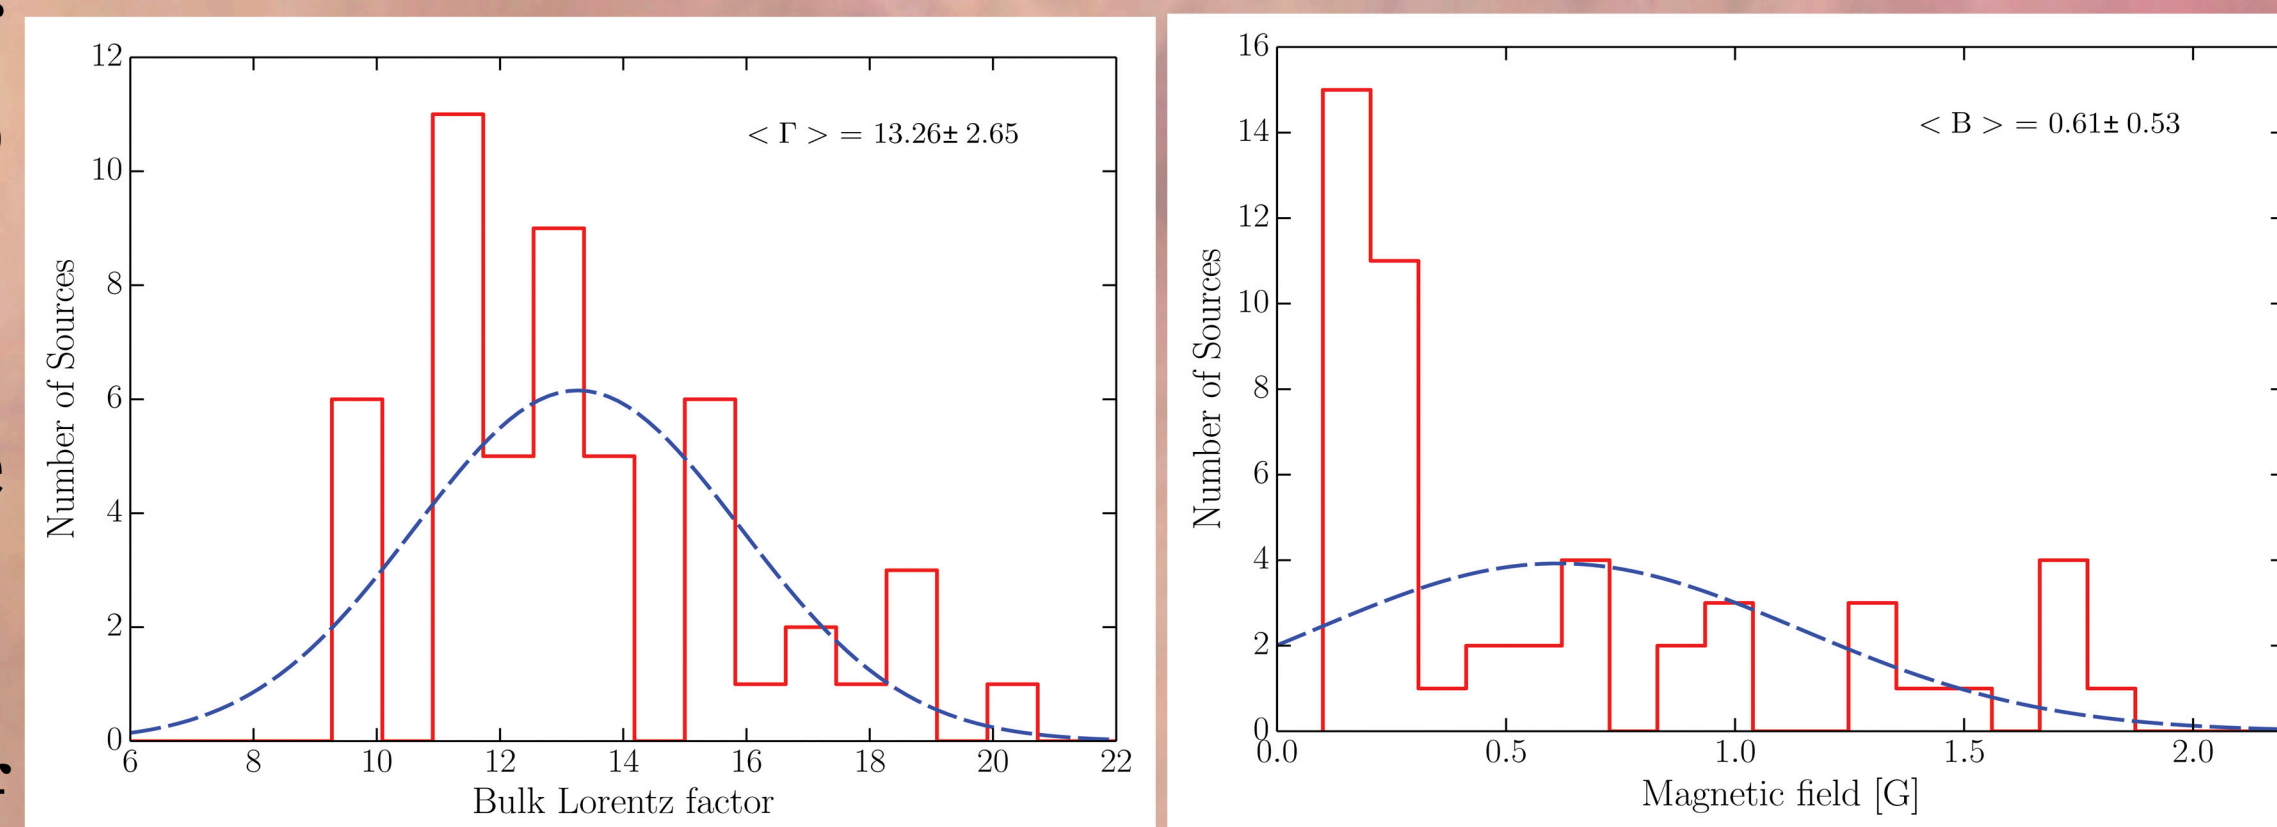 12
10
8
6
4
2
0
6 8 10 12 14 16 18 20 22
Number of Sources
Bulk Lorentz factor
< Γ > = 13.26± 2.65
16
14
12
10
8
6
4
2
0
0.0 0.5 1.0 1.5 2.0
Number of Sources
Magnetic field [G]
< B > = 0.61± 0.53